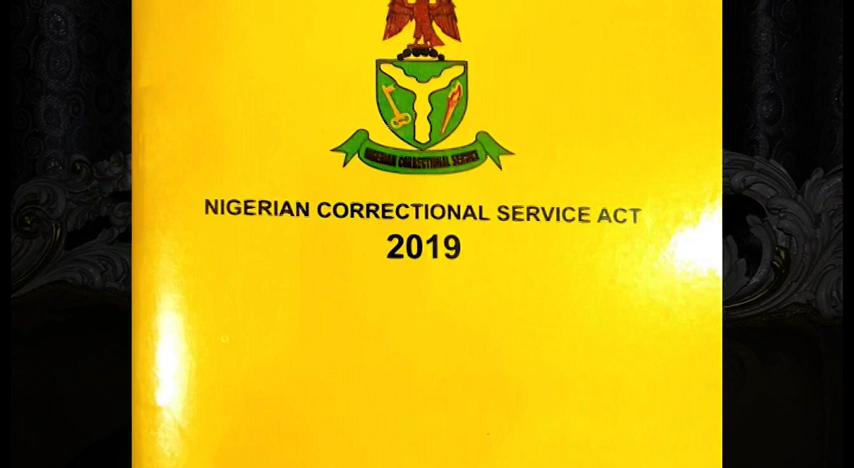 NIGERIAN CORRECTIONAL SERVICE
NIGERIAN CORRECTIONAL SERVICE ACT
2019